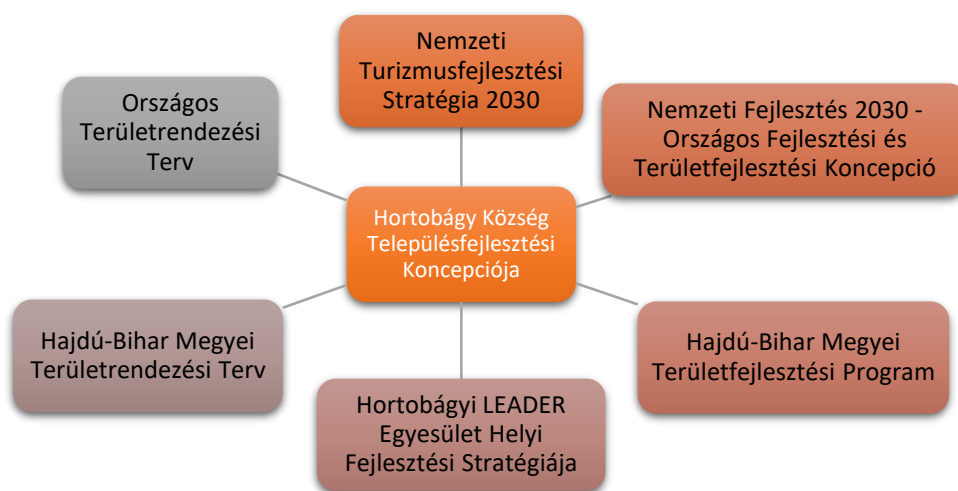 Nemzeti
Turizmusfejlesztési
Stratégia 2030
Országos
Területrendezési
Terv
Nemzeti Fejlesztés 2030 -
Országos Fejlesztési és
Területfejlesztési Koncepció
Hortobágy Község
Településfejlesztési
Koncepciója
Hajdú-Bihar Megyei
Területrendezési Terv
Hajdú-Bihar Megyei
Területfejlesztési Program
Hortobágyi LEADER
Egyesület Helyi
Fejlesztési Stratégiája